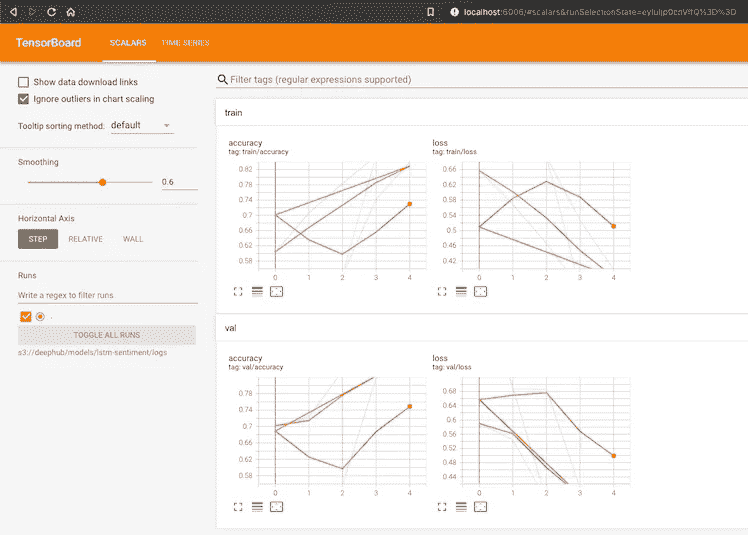 localhost:6006/#scalars&runSelectionState=
TensorBoard
SCALARS
TIME SERIES
Show data download links
Ignore outliers in chart scaling
Tooltip sorting method: default
Smoothing
0.6
Horizontal Axis
STEP
RELATIVE
WALL
Runs
Write a regex to filter runs
.
TOGGLE ALL RUNS
s3://deephub/models/lstm-sentiment/logs
Filter tags (regular expressions supported)
train
accuracy
tag: train/accuracy
0.82
0.78
0.74
0.7
0.66
0.62
0.58
0 1 2 3 4
loss
tag: train/loss
0.66
0.62
0.58
0.54
0.5
0.46
0.42
0 1 2 3 4
val
accuracy
tag: val/accuracy
0.78
0.74
0.7
0.66
0.62
0.58
0 1 2 3 4
loss
tag: val/loss
0.68
0.64
0.6
0.56
0.52
0.48
0.44
0 1 2 3 4